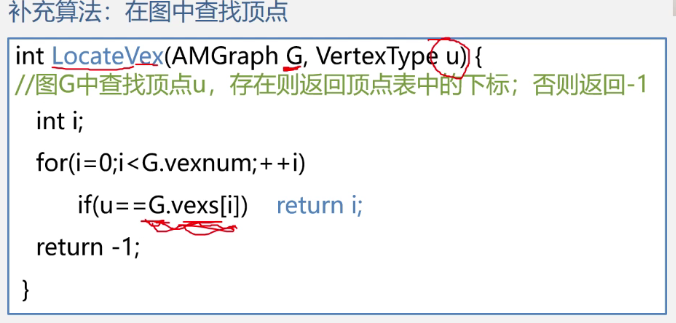 补充算法：在图中查找顶点
int LocateVex(AMGraph G, VertexType u) {
//图G中查找顶点u，存在则返回顶点表中的下标；否则返回-1
int i;
for(i=0;i<G.vexnum;++i)
if(u==G.vexs[i]) return i;
return -1;
}